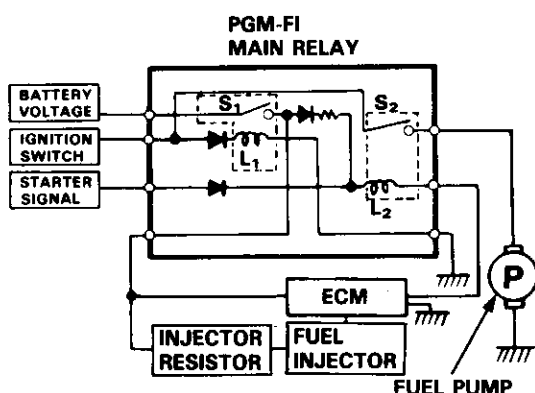 PGM-FI
MAIN RELAY
BATTERY
VOLTAGE
IGNITION
SWITCH
STARTER
SIGNAL
S1
L1
S2
L2
ECM
INJECTOR
RESISTOR
FUEL
INJECTOR
P
FUEL PUMP